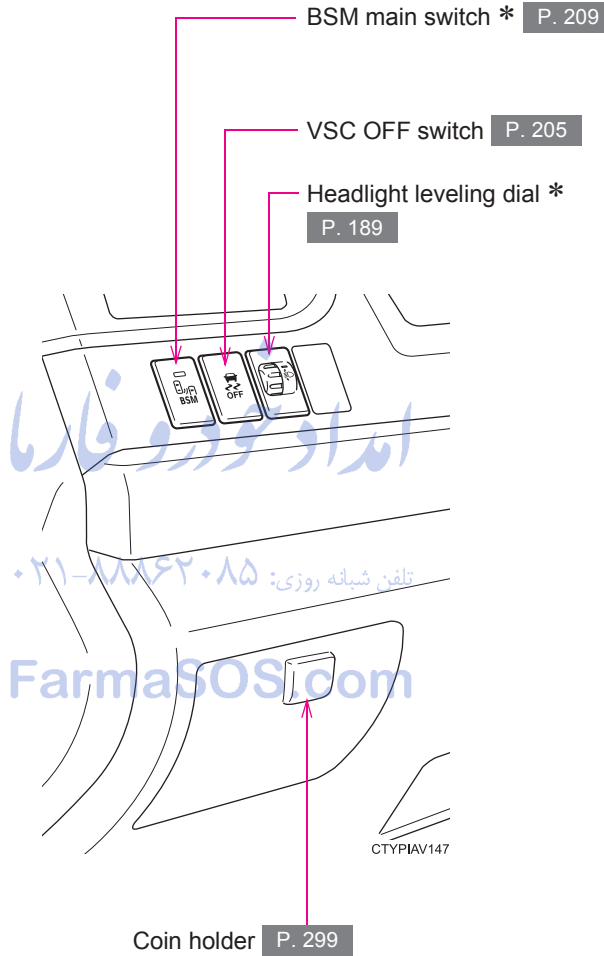 BSM main switch * P. 209
VSC OFF switch P. 205
Headlight leveling dial *
P. 189
BSM
OFF
امداد خودرو فارما
تلفن شبانه روزی: ۸۸۸۶۲۰۸۵-۰۲۱
FarmaSOS.com
CTYPIAV147
Coin holder P. 299